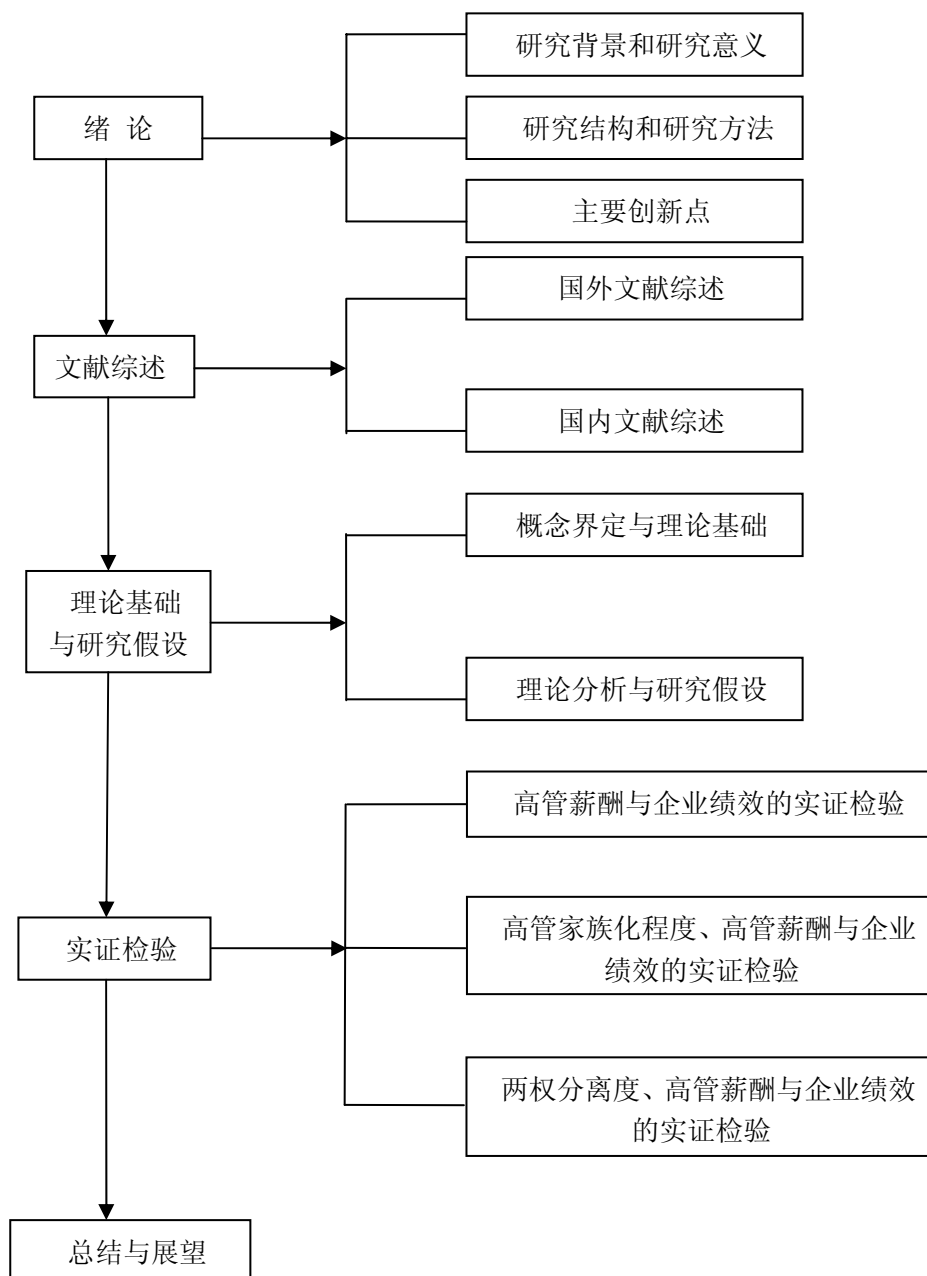 研究背景和研究意义
绪 论
研究结构和研究方法
主要创新点
国外文献综述
文献综述
国内文献综述
概念界定与理论基础
理论基础
与研究假设
理论分析与研究假设
高管薪酬与企业绩效的实证检验
实证检验
高管家族化程度、高管薪酬与企业
绩效的实证检验
两权分离度、高管薪酬与企业绩效
的实证检验
总结与展望